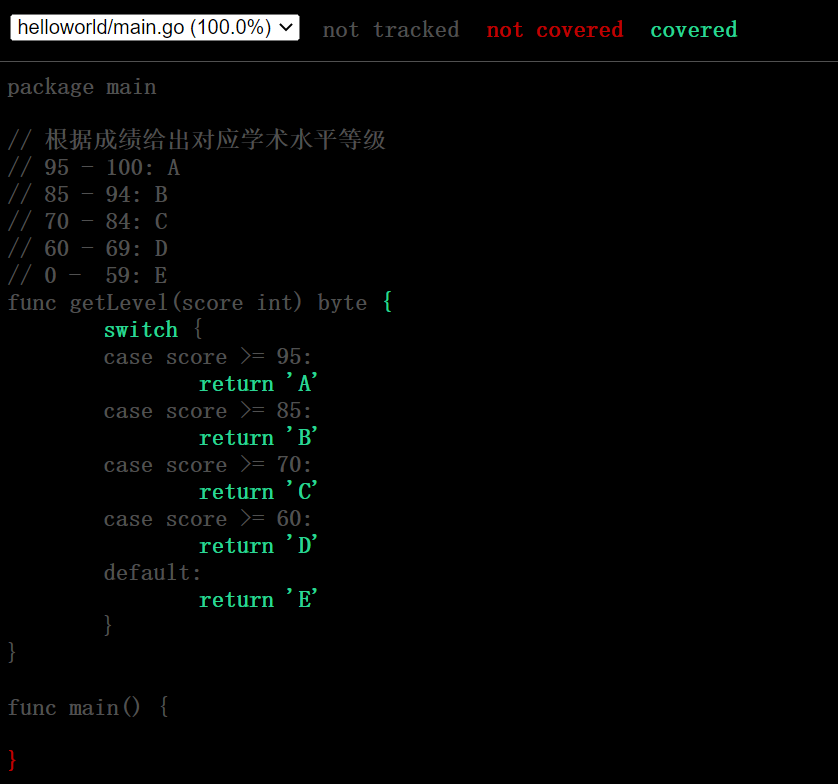 helloworld/main.go (100.0%) not tracked not covered covered
package main
// 根据成绩给出对应学术水平等级
// 95 - 100: A
// 85 - 94: B
// 70 - 84: C
// 60 - 69: D
// 0 -  59: E
func getLevel(score int) byte {
switch {
case score >= 95:
return 'A'
case score >= 85:
return 'B'
case score >= 70:
return 'C'
case score >= 60:
return 'D'
default:
return 'E'
}
}
func main() {
}